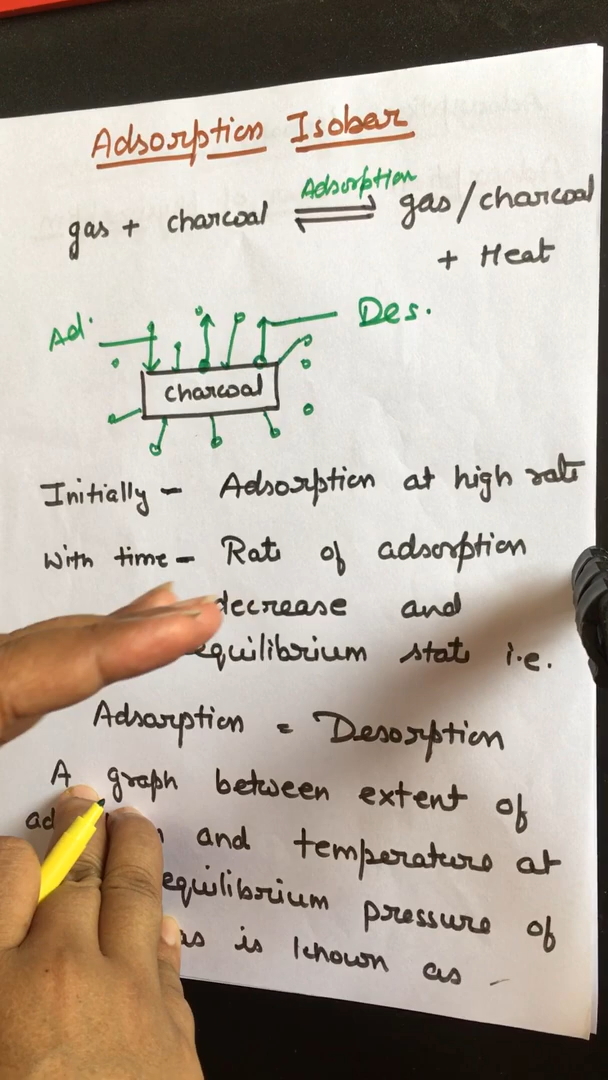 Adsorption Isobar
Adsorption
gas + charcoal ⇌ gas/charcoal
+ Heat
Ad. Des.
charcoal
Initially - Adsorption at high rate
With time - Rate of adsorption
decrease and
equilibrium state i.e.
Adsorption = Desorption
A graph between extent of
and temperature at
equilibrium pressure of
is known as -